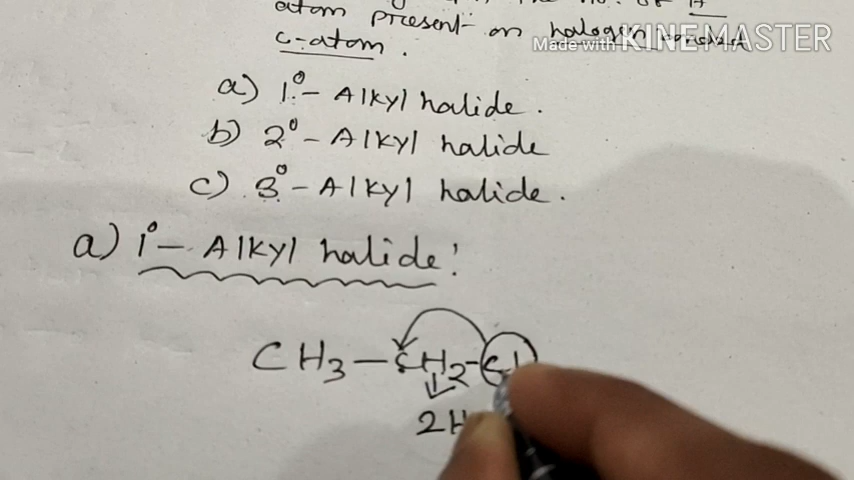 atom present on halogen
C-atom.
Made with KINEMASTER
a) 1°- Alkyl halide.
b) 2° - Alkyl halide
c) 3° - Alkyl halide.
a) 1° - Alkyl halide:
CH3 - CH2 - Cl
2H